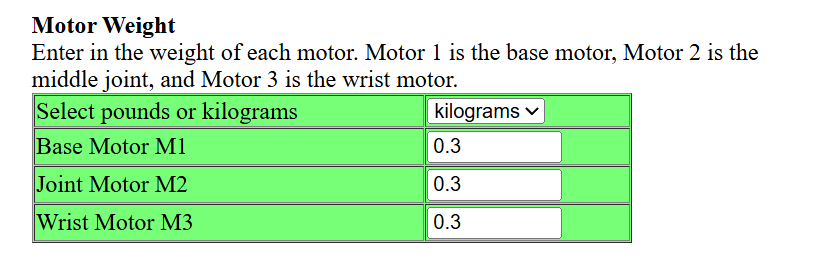 Motor Weight
Enter in the weight of each motor. Motor 1 is the base motor, Motor 2 is the
middle joint, and Motor 3 is the wrist motor.
Select pounds or kilograms kilograms
Base Motor M1 0.3
Joint Motor M2 0.3
Wrist Motor M3 0.3